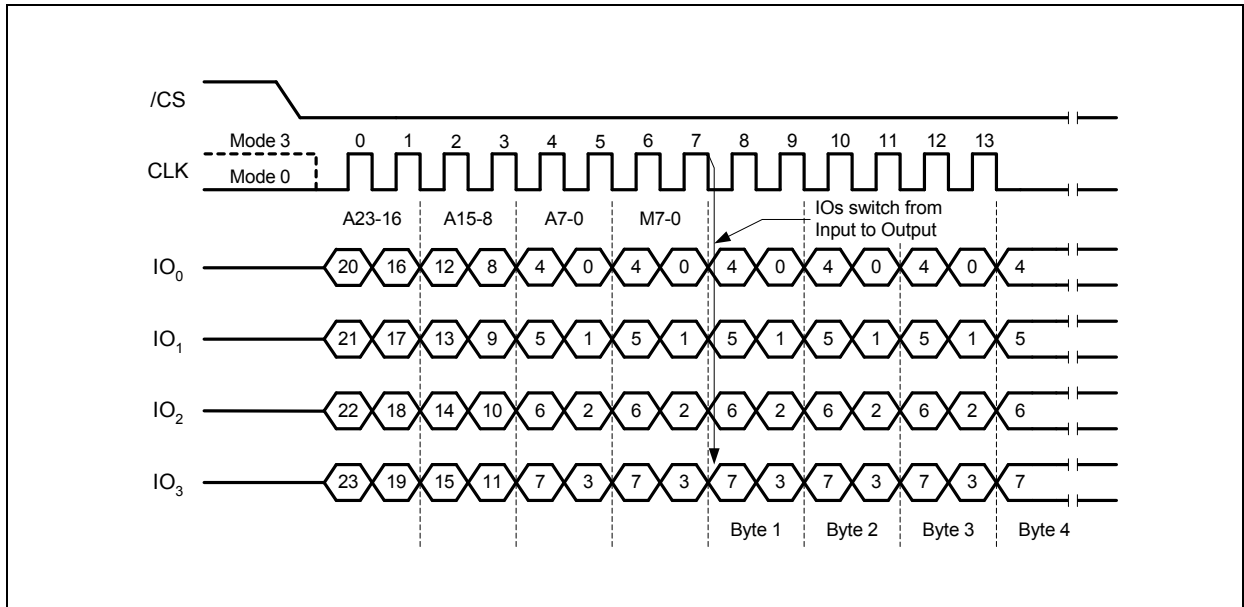 /CS
Mode 3 0 1 2 3 4 5 6 7 8 9 10 11 12 13
CLK
Mode 0
A23-16 A15-8 A7-0 M7-0
IOs switch from
Input to Output
IO0 20 16 12 8 4 0 4 0 4 0 4 0 4 0 4
IO1 21 17 13 9 5 1 5 1 5 1 5 1 5 1 5
IO2 22 18 14 10 6 2 6 2 6 2 6 2 6 2 6
IO3 23 19 15 11 7 3 7 3 7 3 7 3 7 3 7
Byte 1 Byte 2 Byte 3 Byte 4